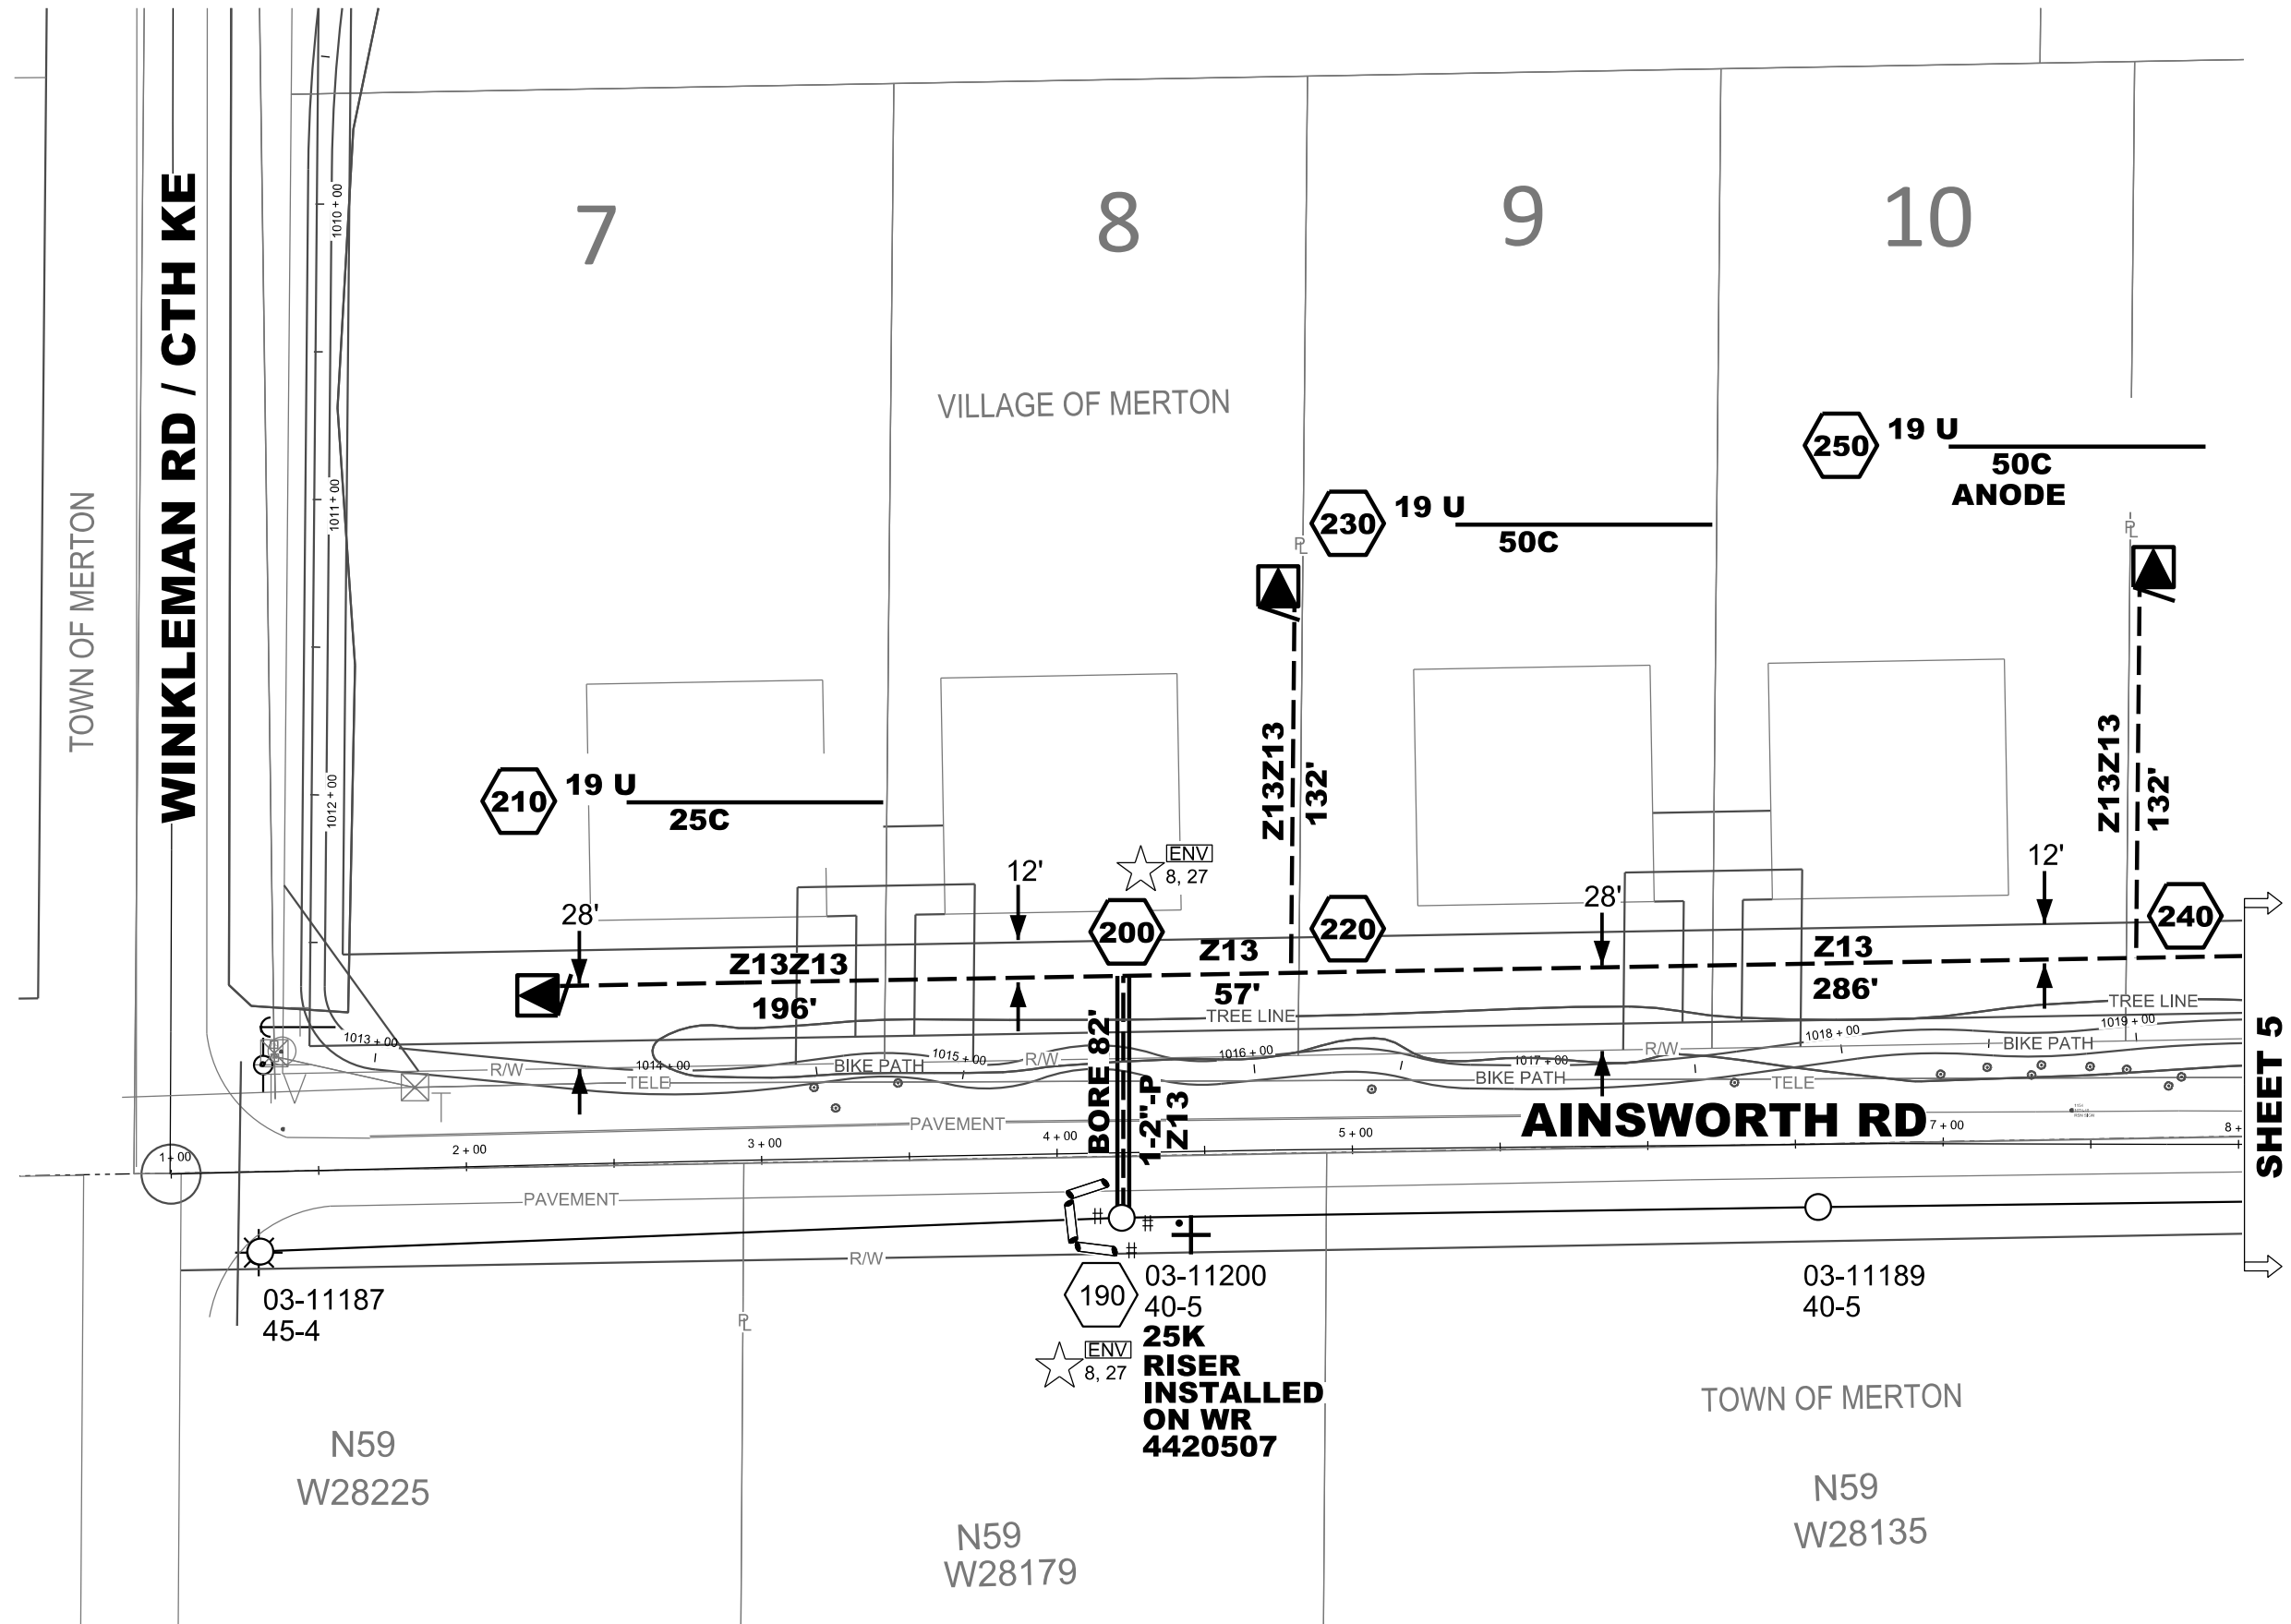 7
8
9
10
WINKLEMAN RD / CTH KE
TOWN OF MERTON
1010 + 00
1011 + 00
1012 + 00
VILLAGE OF MERTON
250
19 U
50C
ANODE
230
19 U
50C
PL
PL
210
19 U
25C
Z13Z13
132'
Z13Z13
132'
12'
ENV
8, 27
12'
28'
28'
200
220
240
Z13Z13
196'
Z13
57'
Z13
286'
TREE LINE
TREE LINE
1013 + 00
1014 + 00
1015 + 00
1016 + 00
1017 + 00
1018 + 00
1019 + 00
R/W
BIKE PATH
R/W
R/W
BIKE PATH
TELE
BIKE PATH
TELE
BORE 82'
1-2"-P
Z13
PAVEMENT
AINSWORTH RD
1 + 00
2 + 00
3 + 00
4 + 00
5 + 00
7 + 00
8 +
SHEET 5
PAVEMENT
R/W
03-11187
45-4
190
03-11200
40-5
25K
RISER
INSTALLED
ON WR
4420507
ENV
8, 27
03-11189
40-5
PL
TOWN OF MERTON
N59
W28225
N59
W28179
N59
W28135